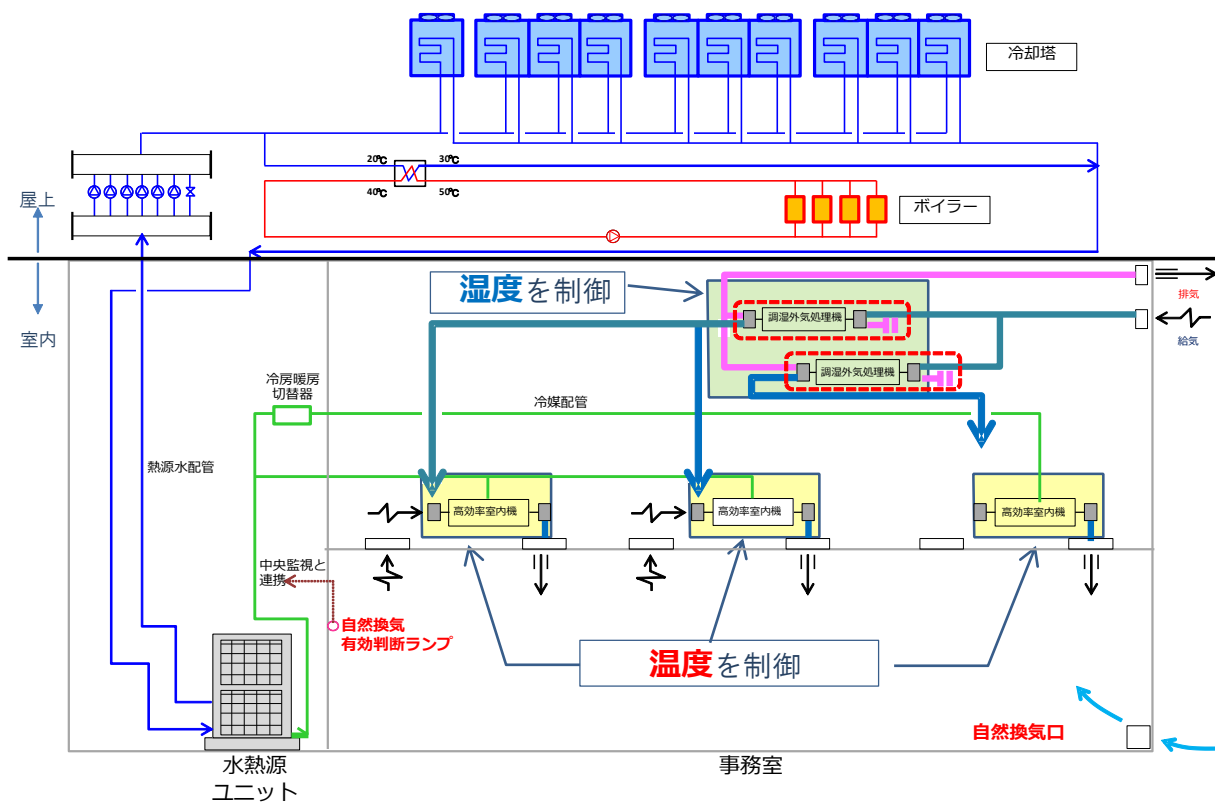 冷却塔
20℃
30℃
40℃
50℃
ボイラー
屋上
室内
湿度を制御
排気
給気
調湿外気処理機
調湿外気処理機
冷房暖房
切替器
冷媒配管
熱源水配管
高効率室内機
高効率室内機
高効率室内機
中央監視と
連携
自然換気
有効判断ランプ
温度を制御
自然換気口
水熱源
ユニット
事務室